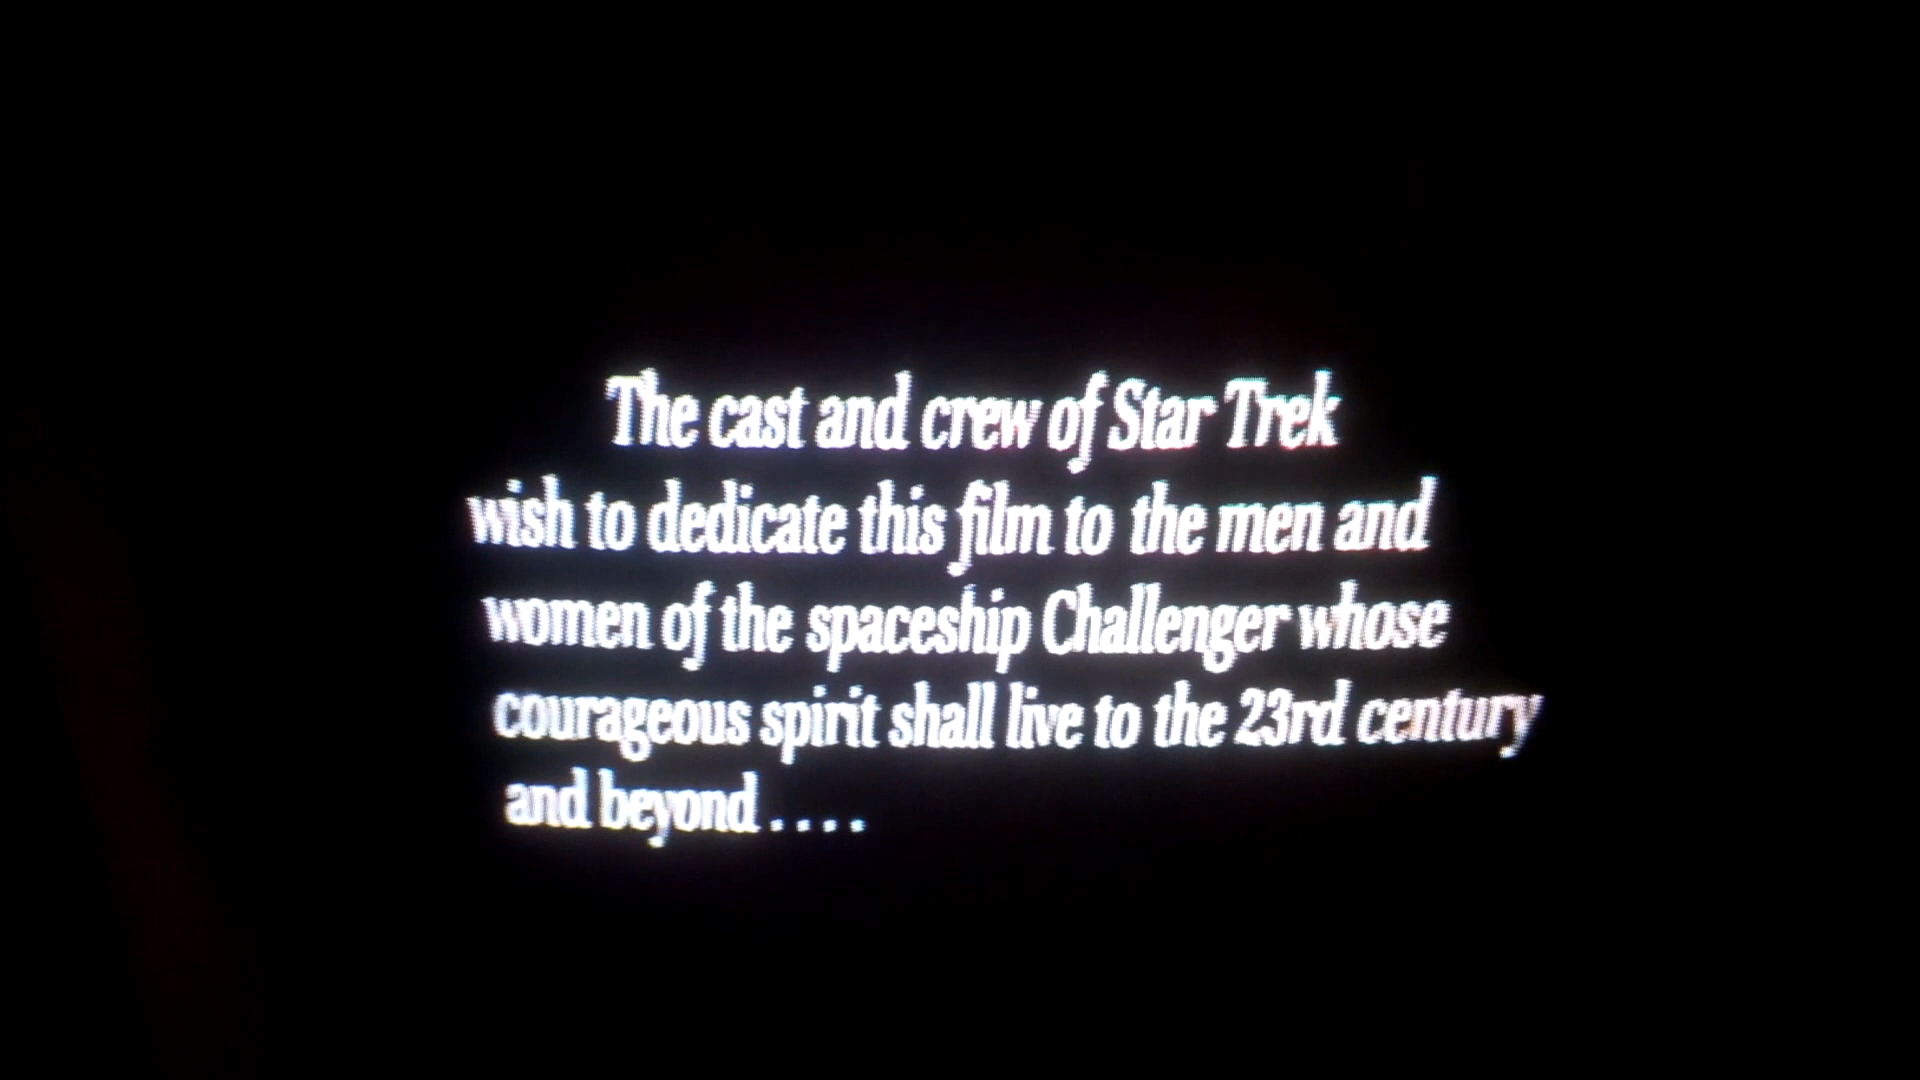 The cast and crew of Star Trek
wish to dedicate this film to the men and
women of the spaceship Challenger whose
courageous spirit shall live to the 23rd century
and beyond....